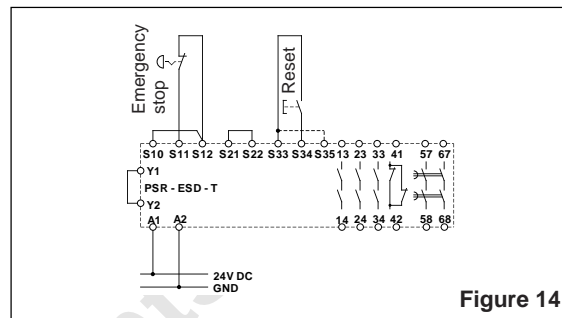 Emergency
stop
Reset
S10 S11 S12 S21 S22 S33 S34 S35 13 23 33 41 57 67
Y1
PSR - ESD - T
Y2
A1 A2 14 24 34 42 58 68
24V DC
GND
Figure 14